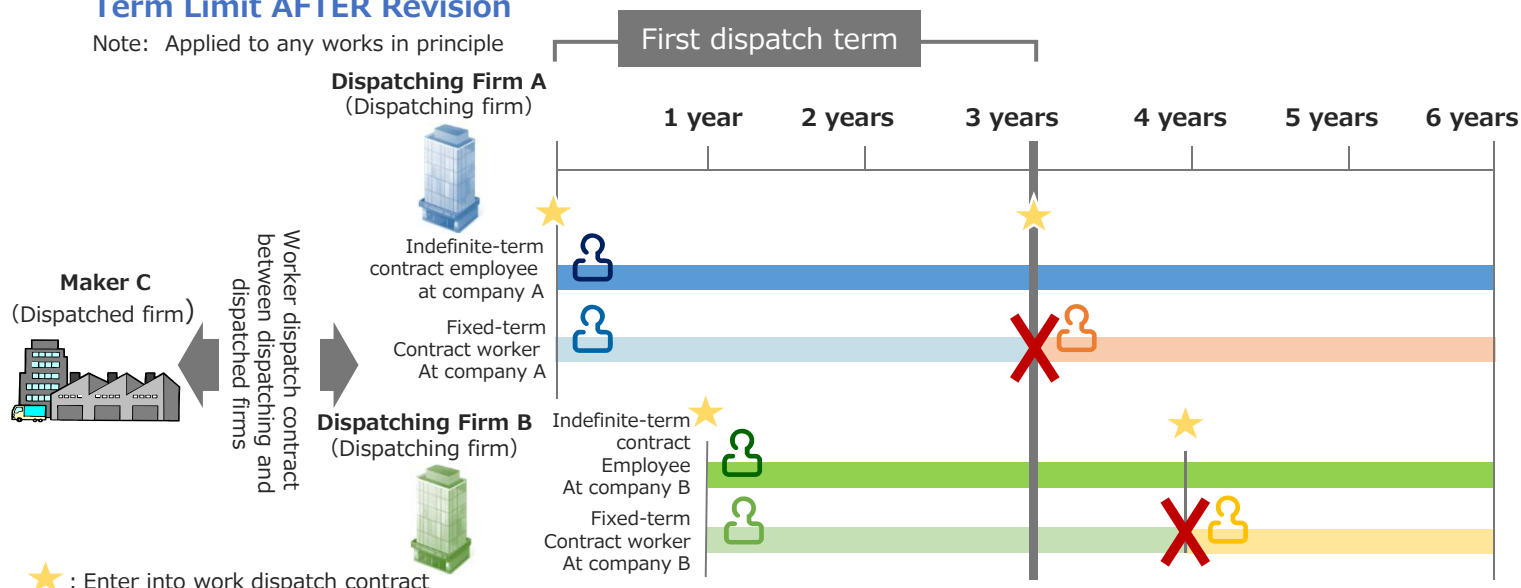 Term Limit AFTER Revision
Note: Applied to any works in principle
First dispatch term
Dispatching Firm A
(Dispatching firm)
1 year
2 years
3 years
4 years
5 years
6 years
Indefinite-term
contract employee
at company A
Fixed-term
Contract worker
At company A
Maker C
(Dispatched firm)
Worker dispatch contract
between dispatching and
dispatched firms
Dispatching Firm B
(Dispatching firm)
Indefinite-term
contract
Employee
At company B
Fixed-term
Contract worker
At company B
: Enter into work dispatch contract